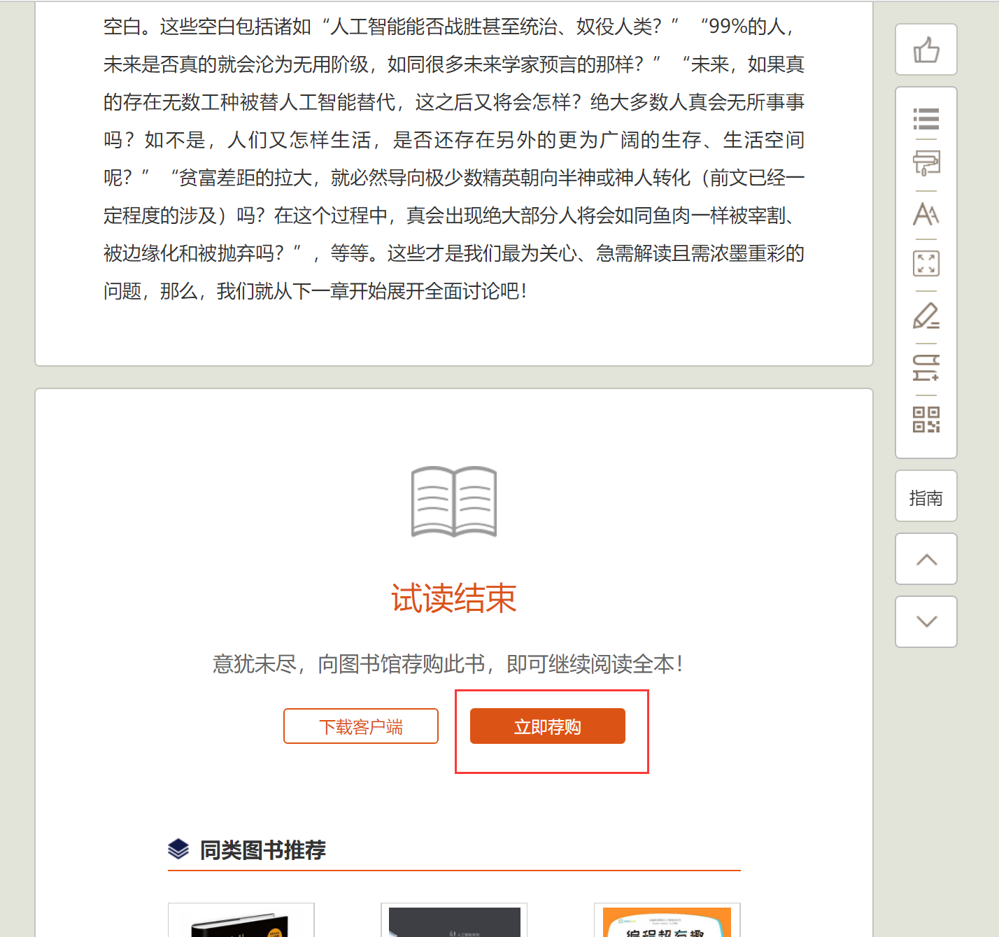 空白。这些空白包括诸如“人工智能能否战胜甚至统治、奴役人类？”“99%的人，
未来是否真的就会沦为无用阶级，如同很多未来学家预言的那样？”“未来，如果真
的存在无数工种被替人工智能替代，这之后又将会怎样？绝大多数人真会无所事事
吗？如不是，人们又怎样生活，是否还存在另外的更为广阔的生存、生活空间
呢？”“贫富差距的拉大，就必然导向极少数精英朝向半神或神人转化（前文已经一
定程度的涉及）吗？在这个过程中，真会出现绝大部分人将会如同鱼肉一样被宰割、
被边缘化和被抛弃吗？”，等等。这些才是我们最为关心、急需解读且需浓墨重彩的
问题，那么，我们就从下一章开始展开全面讨论吧！
指南
试读结束
意犹未尽，向图书馆荐购此书，即可继续阅读全本！
下载客户端
立即荐购
同类图书推荐
编程超有趣